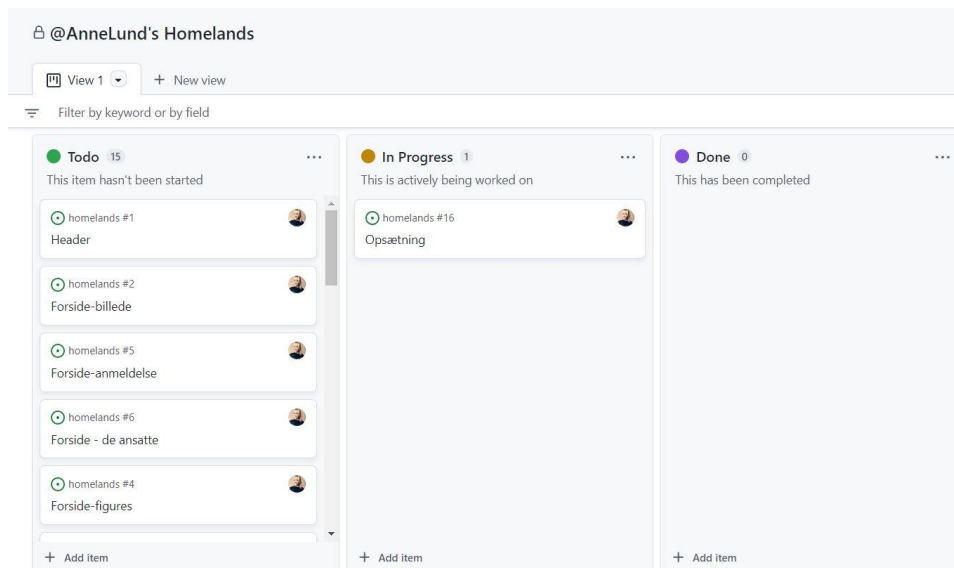 @AnneLund's Homelands
View 1
+ New view
Filter by keyword or by field
Todo 15
This item hasn't been started
homelands #1
Header
homelands #2
Forside-billede
homelands #5
Forside-anmeldelse
homelands #6
Forside - de ansatte
homelands #4
Forside-figures
+ Add item
In Progress 1
This is actively being worked on
homelands #16
Opsætning
+ Add item
Done 0
This has been completed
+ Add item